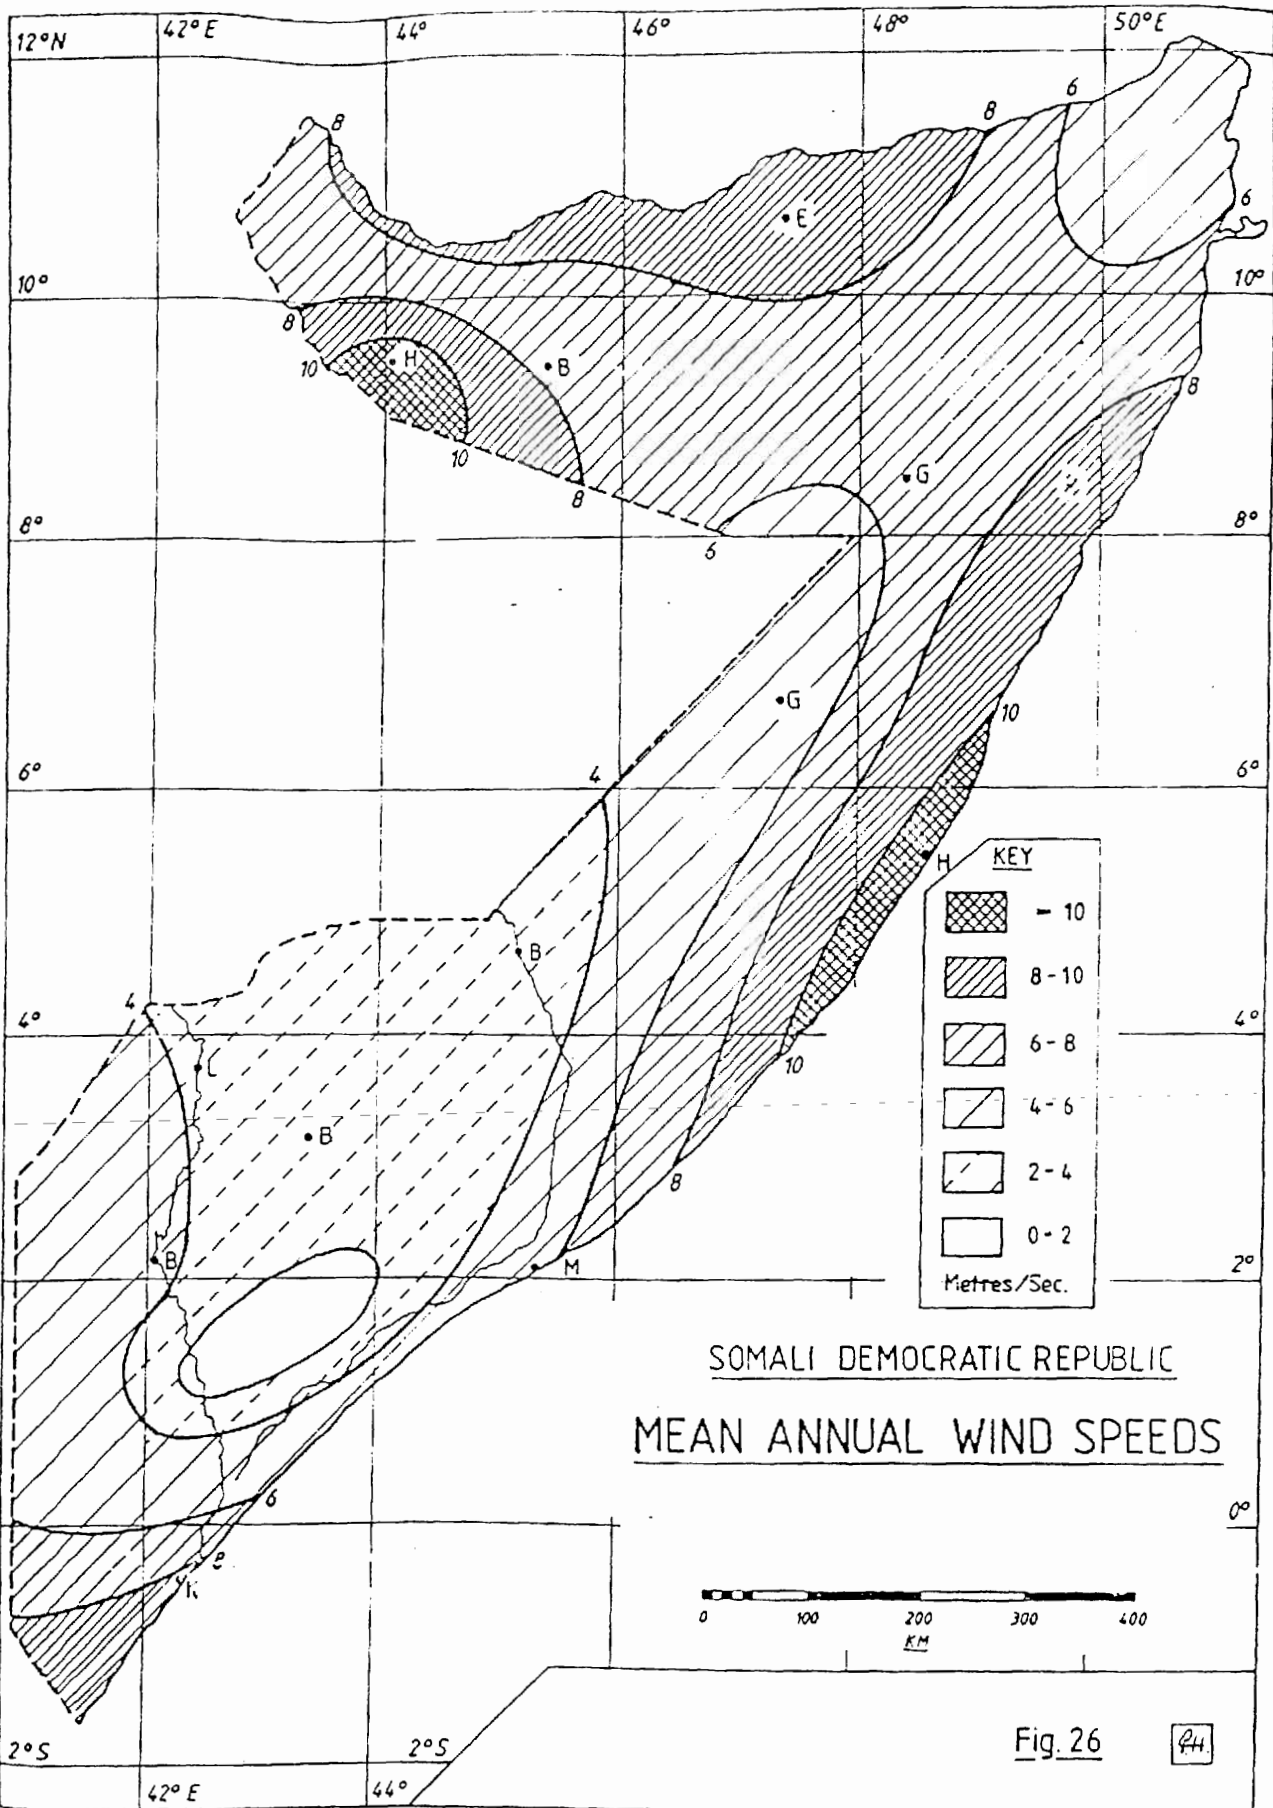 12°N
42°E
44°
46°
48°
50°E
8
8
6
6
E
10°
10°
8
10
H
B
8
10
8
G
8°
6
8°
G
10
6°
4
6°
H
KEY
- 10
8-10
6-8
4-6
2-4
0-2
Metres/Sec.
B
4
4°
L
4°
10
B
8
B
M
2°
SOMALI DEMOCRATIC REPUBLIC
MEAN ANNUAL WIND SPEEDS
6
0°
8
K
0 100 200 300 400
KM
Fig. 26
P.H.
2°S
2°S
42°E
44°